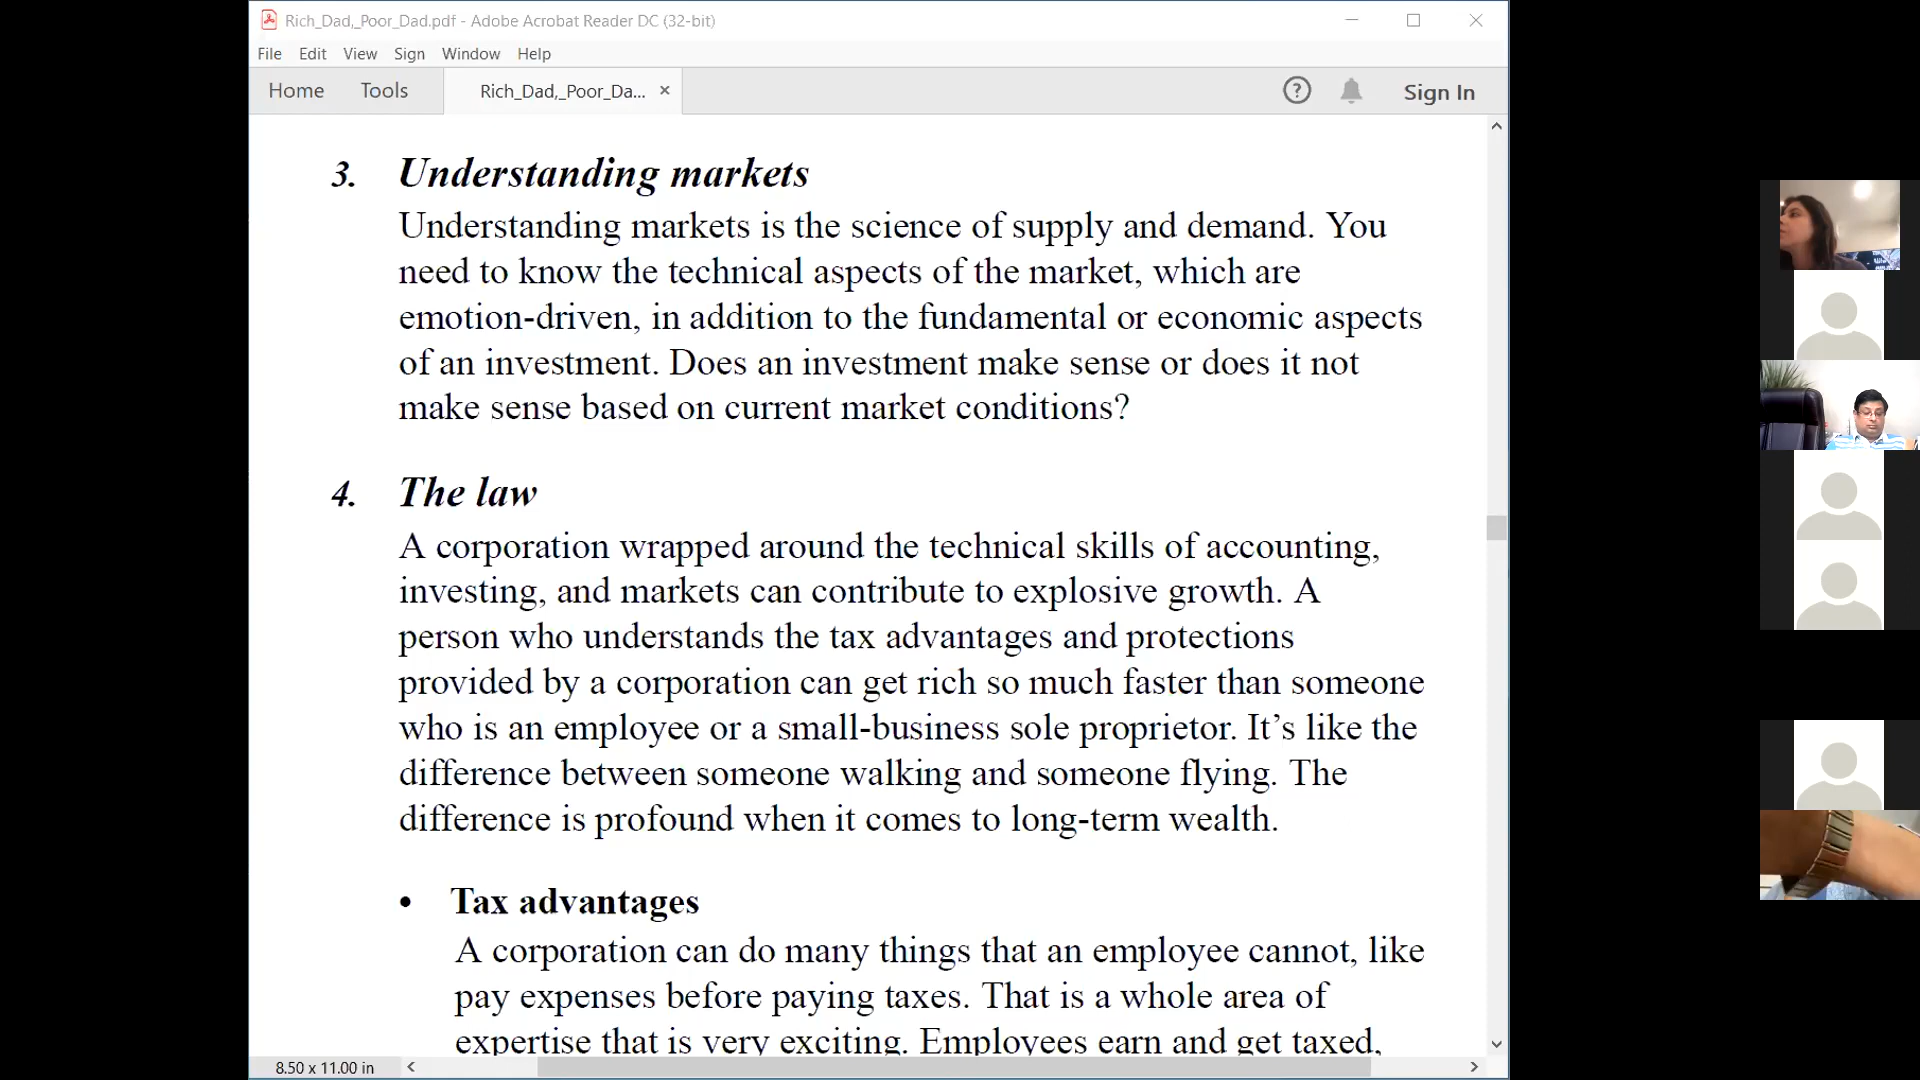 Rich_Dad,_Poor_Dad.pdf - Adobe Acrobat Reader DC (32-bit)
File Edit View Sign Window Help
Home Tools Rich_Dad,_Poor_Da... × ? Sign In
3. Understanding markets
Understanding markets is the science of supply and demand. You
need to know the technical aspects of the market, which are
emotion-driven, in addition to the fundamental or economic aspects
of an investment. Does an investment make sense or does it not
make sense based on current market conditions?
4. The law
A corporation wrapped around the technical skills of accounting,
investing, and markets can contribute to explosive growth. A
person who understands the tax advantages and protections
provided by a corporation can get rich so much faster than someone
who is an employee or a small-business sole proprietor. It’s like the
difference between someone walking and someone flying. The
difference is profound when it comes to long-term wealth.
• Tax advantages
A corporation can do many things that an employee cannot, like
pay expenses before paying taxes. That is a whole area of
expertise that is very exciting. Employees earn and get taxed,
8.50 x 11.00 in